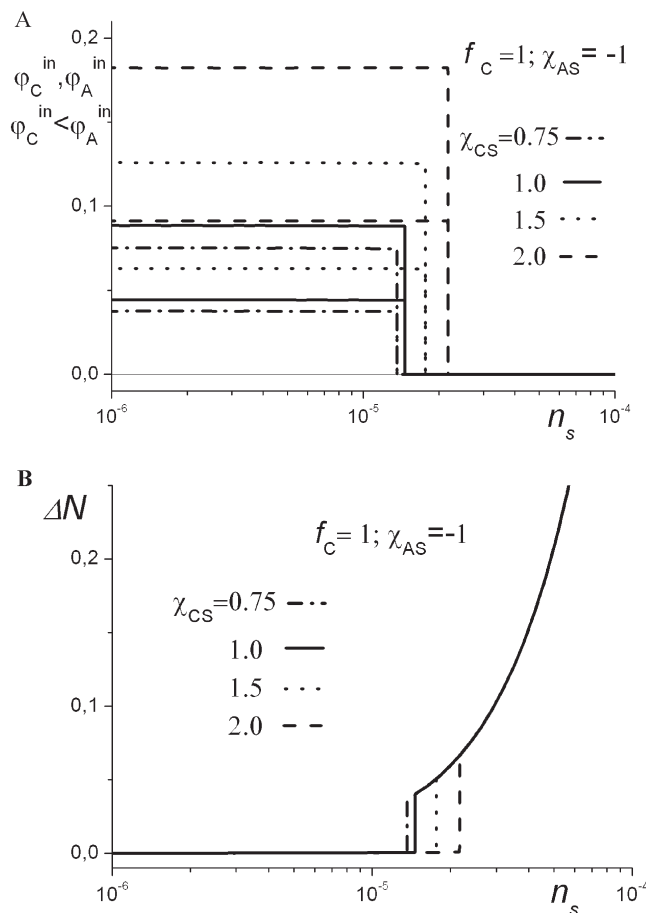 A
0,2
φ_C^in, φ_A^in
φ_C^in < φ_A^in
f_C = 1; χ_AS = -1
χ_CS = 0.75
1.0
1.5
2.0
0,1
0,0
10^-6 10^-5 10^-4
n_s
B
ΔN
0,2
f_C = 1; χ_AS = -1
χ_CS = 0.75
1.0
1.5
2.0
0,1
0,0
10^-6 10^-5 10^-4
n_s